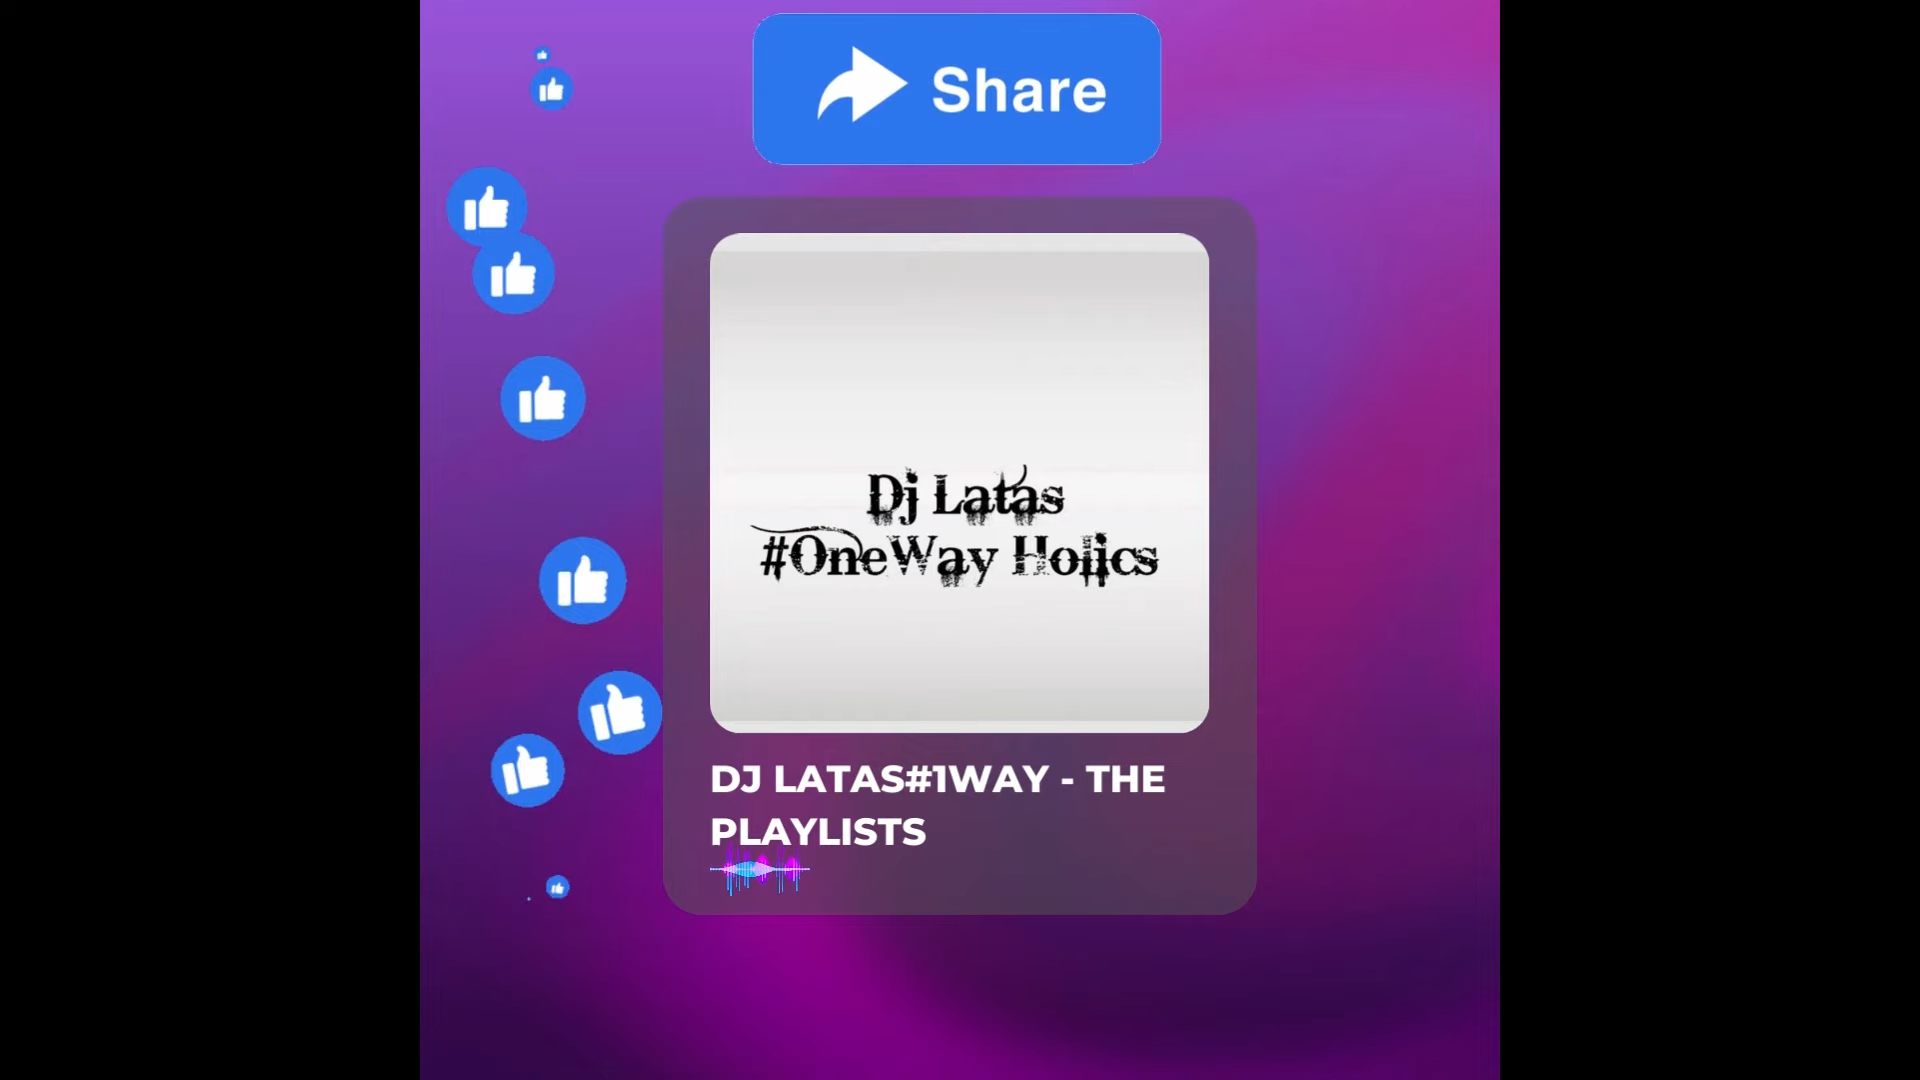 Share
Dj Latas
#OneWay Holics
DJ LATAS#1WAY - THE
PLAYLISTS